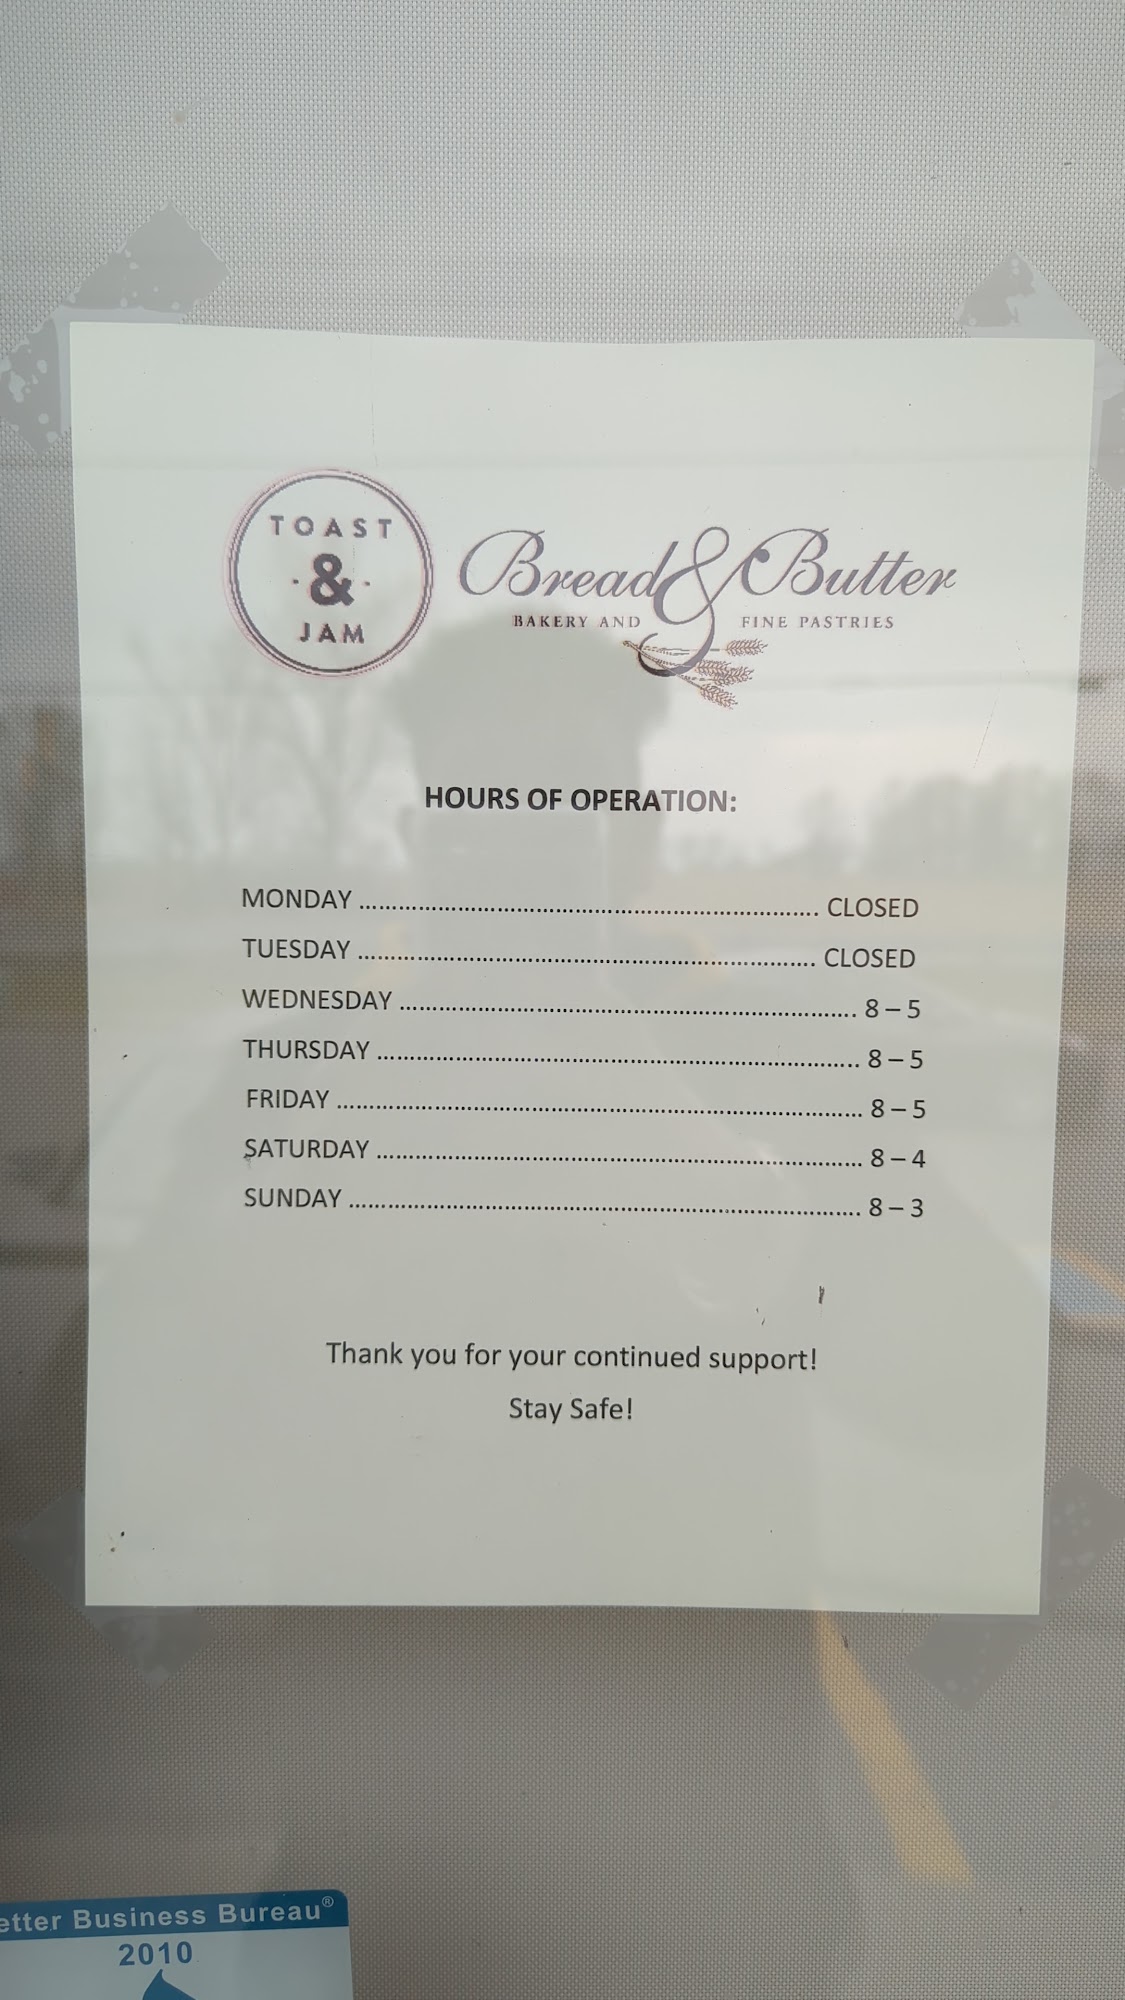 TOAST
·&·
JAM
Bread & Butter
BAKERY AND FINE PASTRIES
HOURS OF OPERATION:
MONDAY ........................................................................ CLOSED
TUESDAY ........................................................................ CLOSED
WEDNESDAY ........................................................................ 8 – 5
THURSDAY ........................................................................ 8 – 5
FRIDAY ........................................................................ 8 – 5
SATURDAY ........................................................................ 8 – 4
SUNDAY ........................................................................ 8 – 3
Thank you for your continued support!
Stay Safe!
etter Business Bureau®
2010